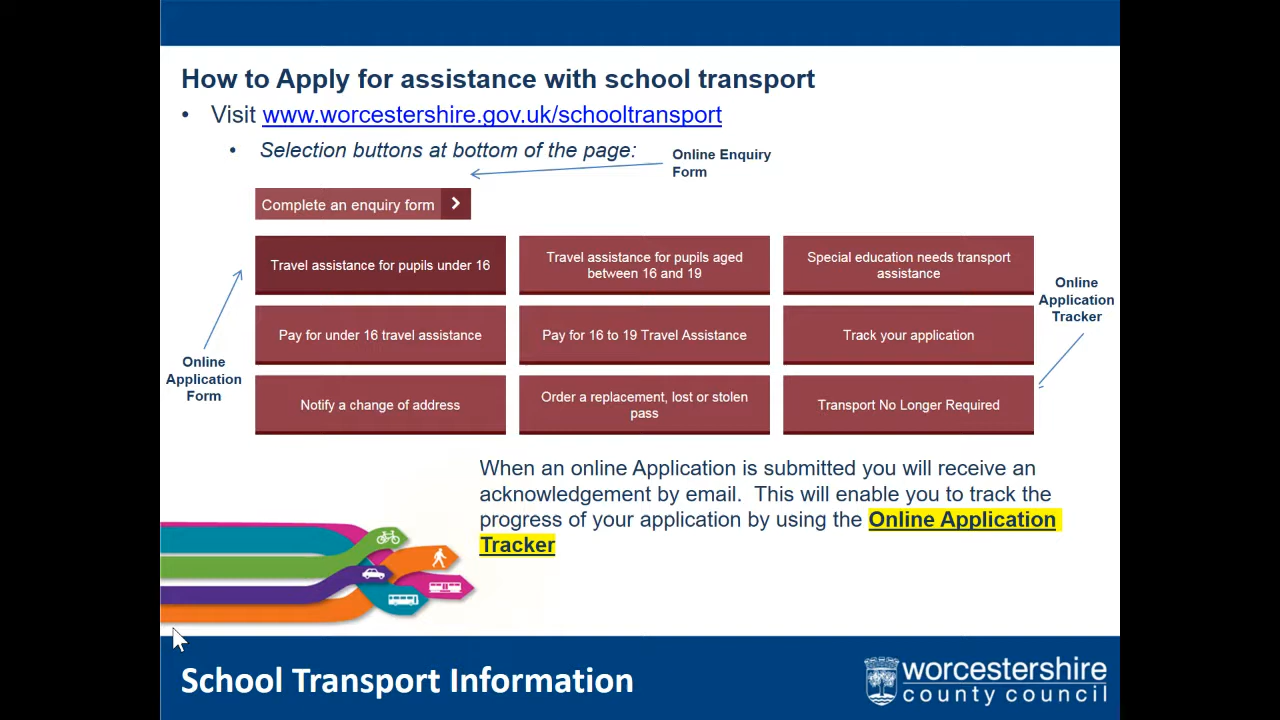 How to Apply for assistance with school transport
• Visit www.worcestershire.gov.uk/schooltransport
• Selection buttons at bottom of the page:
Online Enquiry
Form
Complete an enquiry form
Travel assistance for pupils under 16
Travel assistance for pupils aged
between 16 and 19
Special education needs transport
assistance
Online
Application
Tracker
Pay for under 16 travel assistance
Pay for 16 to 19 Travel Assistance
Track your application
Online
Application
Form
Notify a change of address
Order a replacement, lost or stolen
pass
Transport No Longer Required
When an online Application is submitted you will receive an
acknowledgement by email.  This will enable you to track the
progress of your application by using the Online Application
Tracker
School Transport Information
worcestershire
county council